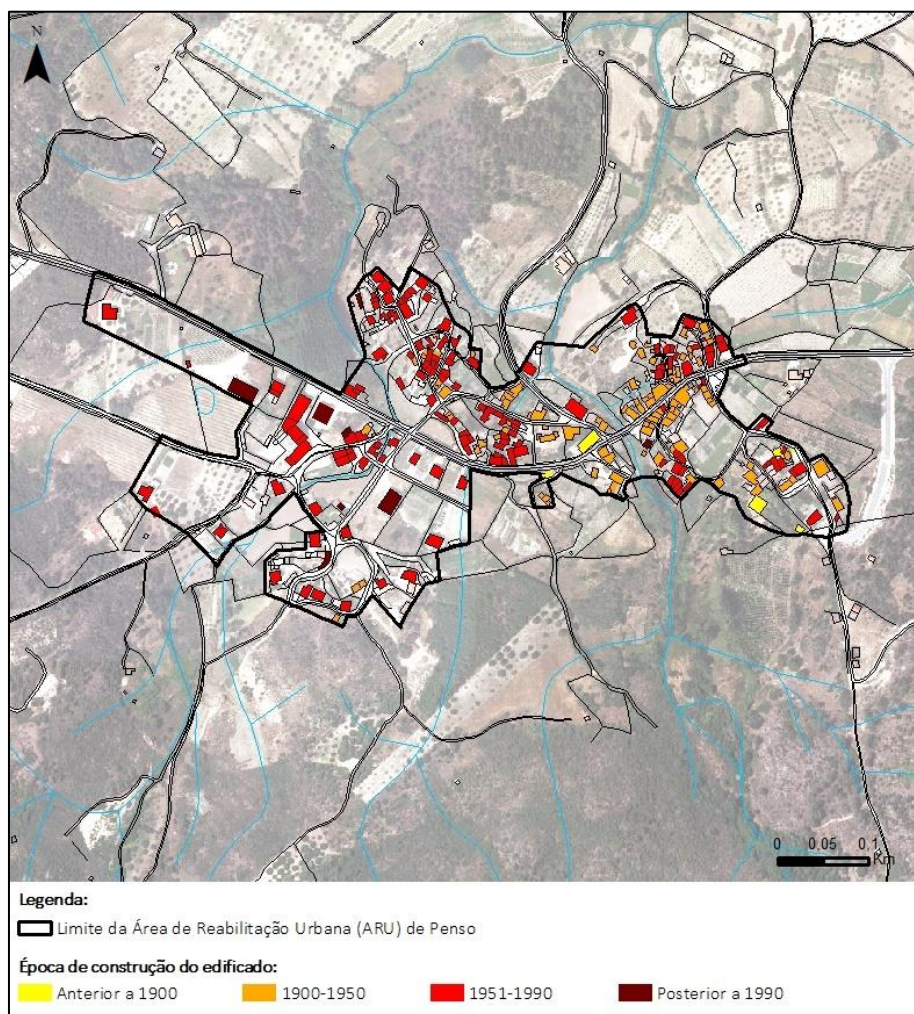 N
0 0,05 0,1
Km
Legenda:
Limite da Área de Reabilitação Urbana (ARU) de Penso
Época de construção do edificado:
Anterior a 1900 1900-1950 1951-1990 Posterior a 1990